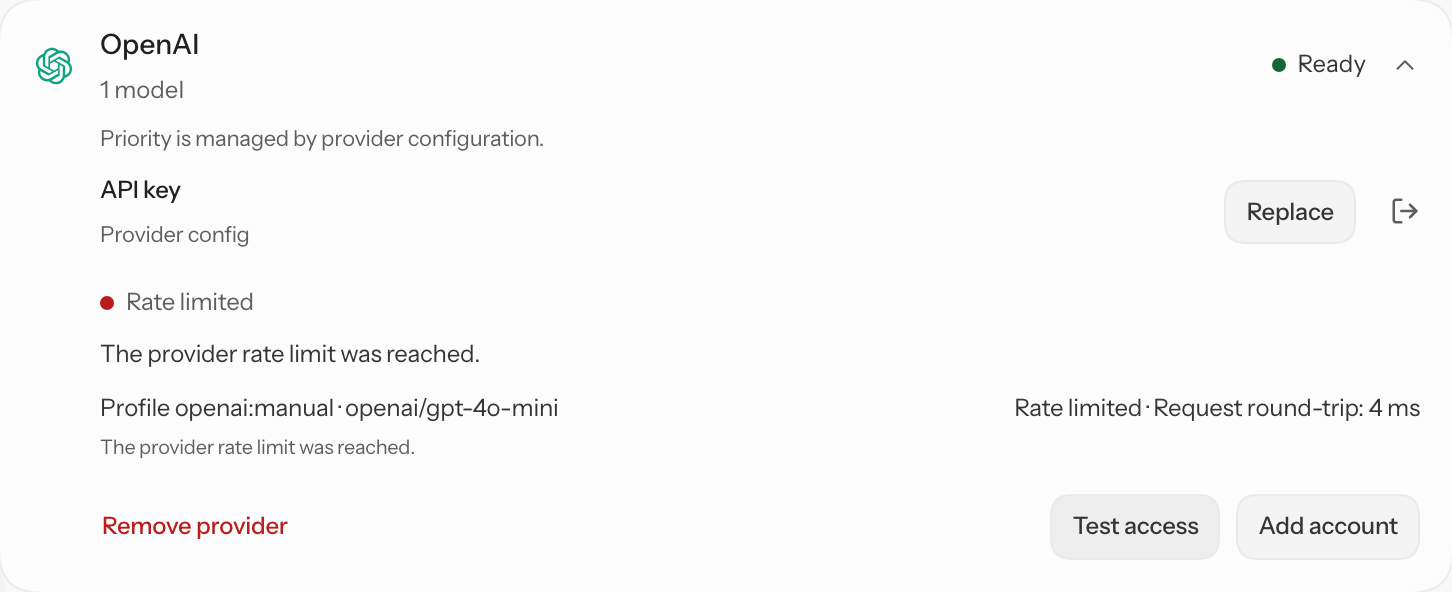 OpenAI
1 model
Ready
Priority is managed by provider configuration.
API key
Provider config
Replace
Rate limited
The provider rate limit was reached.
Profile openai:manual · openai/gpt-4o-mini
Rate limited · Request round-trip: 4 ms
The provider rate limit was reached.
Remove provider
Test access
Add account